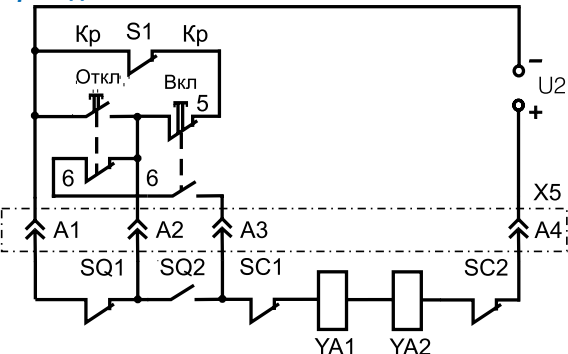 Кр S1 Кр
Откл. Вкл
5
− U2
+
6 6
X5
A1 A2 A3 A4
SQ1 SQ2 SC1 SC2
YA1 YA2